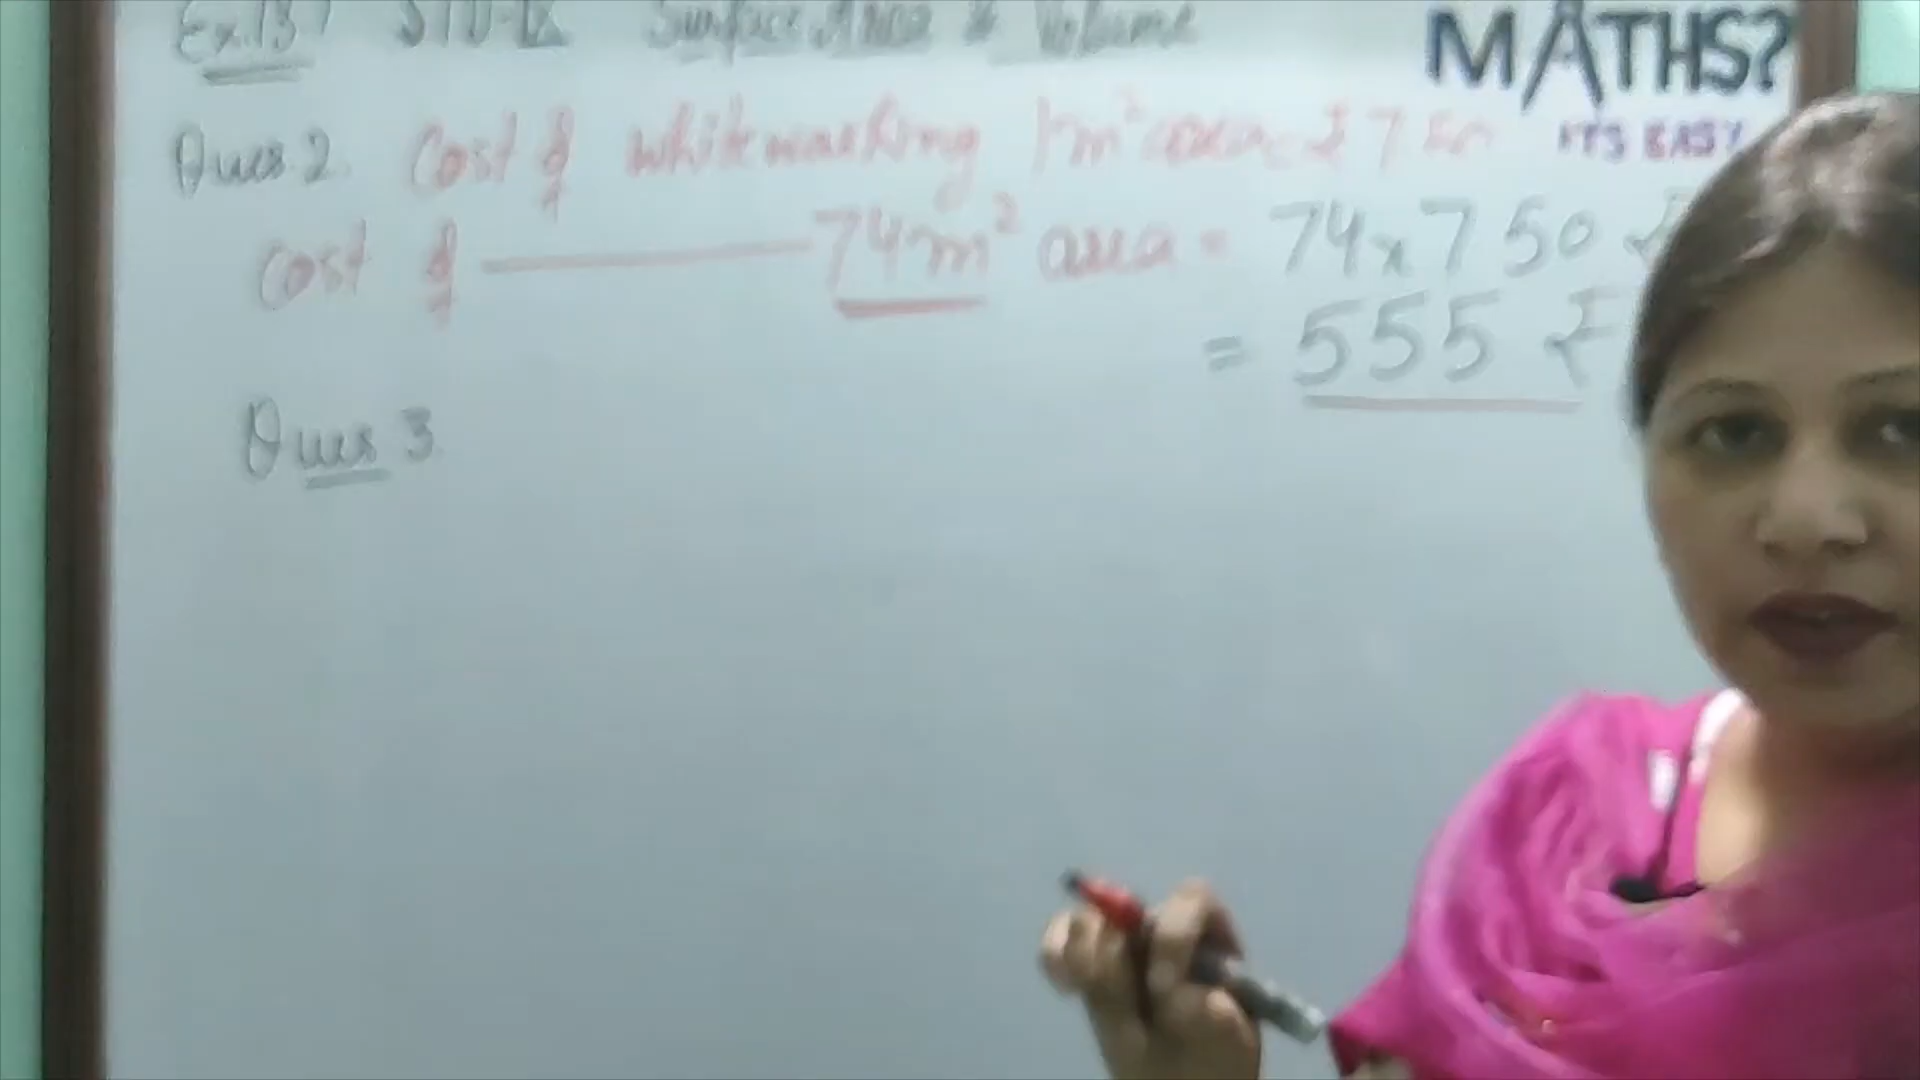 Ex.13 STD-IX Surface Area & Volume
MATHS?
ITS EASY
Ques.2. Cost of whitewashing 1m² area = ₹ 7.50
cost of ——— 74m² area = 74 x 7.50 ₹
= 555 ₹
Ques 3.